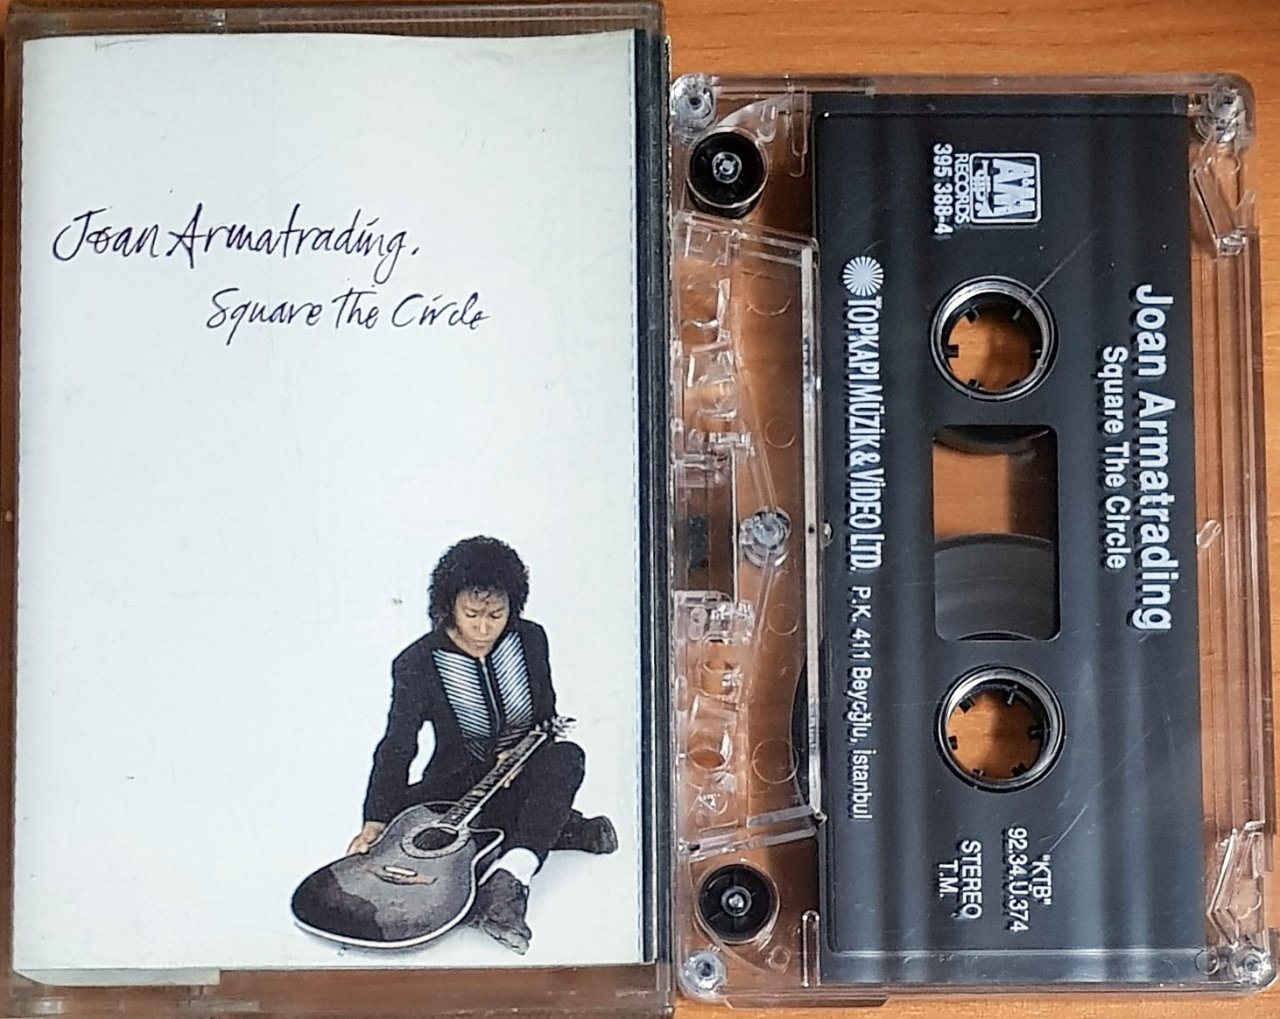 Joan Armatrading.
Square The Circle
Joan Armatrading
Square The Circle
A&M
RECORDS
395 388-4
"KTB"
92.34.Ü.374
STEREO
T.M.
TOPKAPI MÜZİK & VİDEO LTD. P.K. 411 Beyoğlu, İstanbul